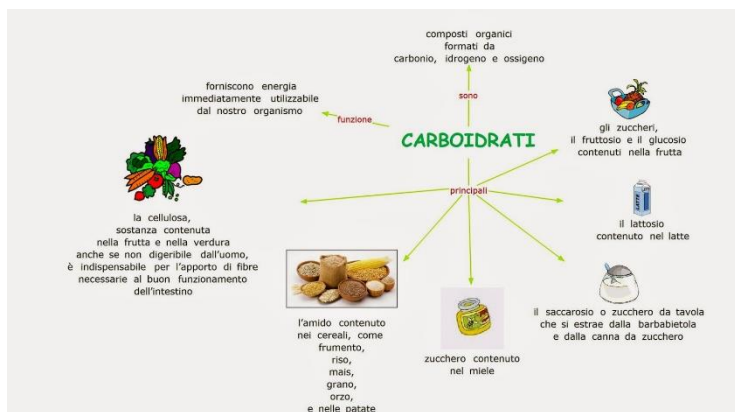 composti organici
formati da
carbonio, idrogeno e ossigeno
sono
forniscono energia
immediatamente utilizzabile
dal nostro organismo
funzione
CARBOIDRATI
principali
gli zuccheri,
il fruttosio e il glucosio
contenuti nella frutta
LATTE
il lattosio
contenuto nel latte
il saccarosio o zucchero da tavola
che si estrae dalla barbabietola
e dalla canna da zucchero
zucchero contenuto
nel miele
l'amido contenuto
nei cereali, come
frumento,
riso,
mais,
grano,
orzo,
e nelle patate
la cellulosa,
sostanza contenuta
nella frutta e nella verdura
anche se non digeribile dall'uomo,
è indispensabile per l'apporto di fibre
necessarie al buon funzionamento
dell'intestino